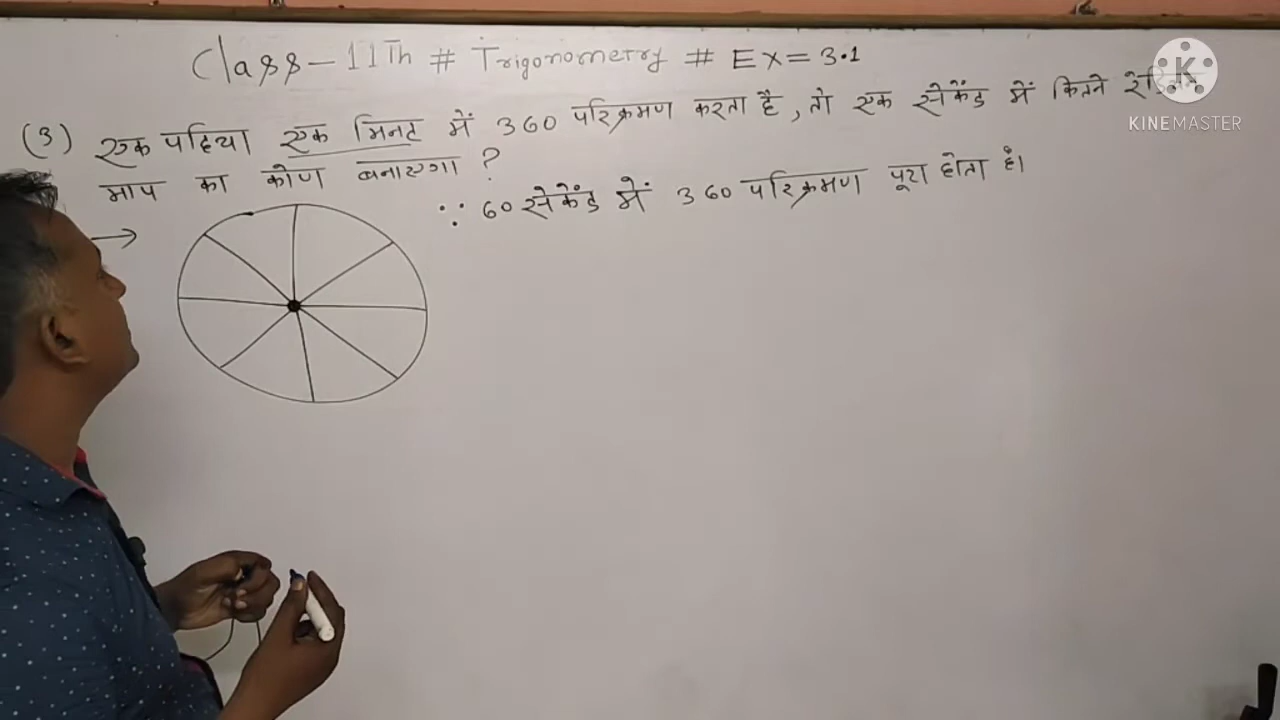 Class - 11Th # Trigonometry # Ex = 3.1
(3) एक पहिया एक मिनट में 360 परिक्रमण करता है, तो एक सेकेंड में कितने
माप का कोण बनाएगा ?
∵ 60 सेकेंड में 360 परिक्रमण पूरा होता है।
K
KINEMASTER